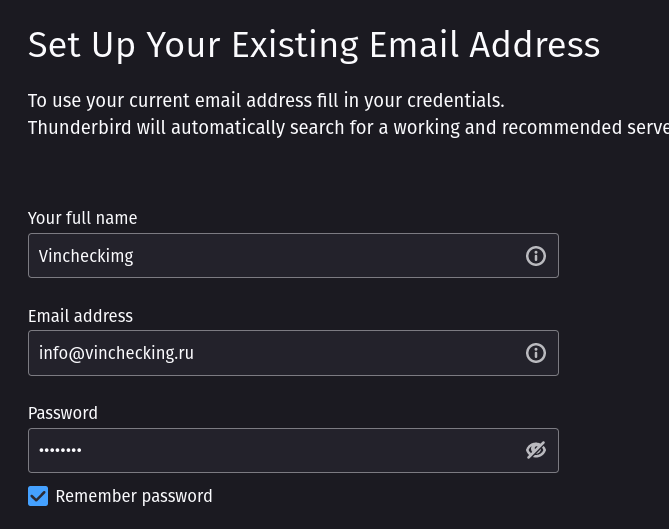 Set Up Your Existing Email Address
To use your current email address fill in your credentials.
Thunderbird will automatically search for a working and recommended serve
Your full name
Vincheckimg
Email address
info@vinchecking.ru
Password
••••••••
Remember password